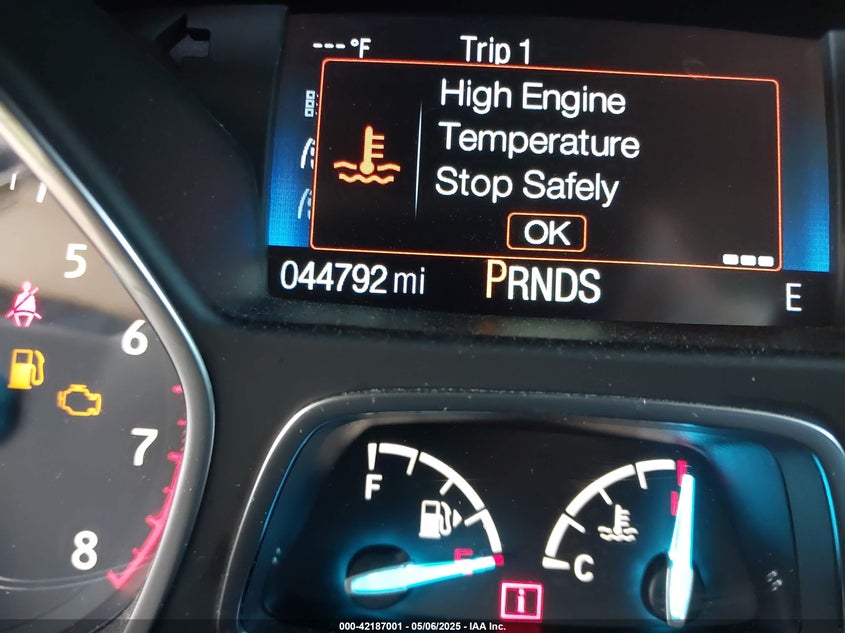 ---°F
Trip 1
High Engine
Temperature
Stop Safely
OK
044792 mi
PRNDS
E
5
6
7
8
F
E
C
H
i
000-42187001 - 05/06/2025 - IAA Inc.